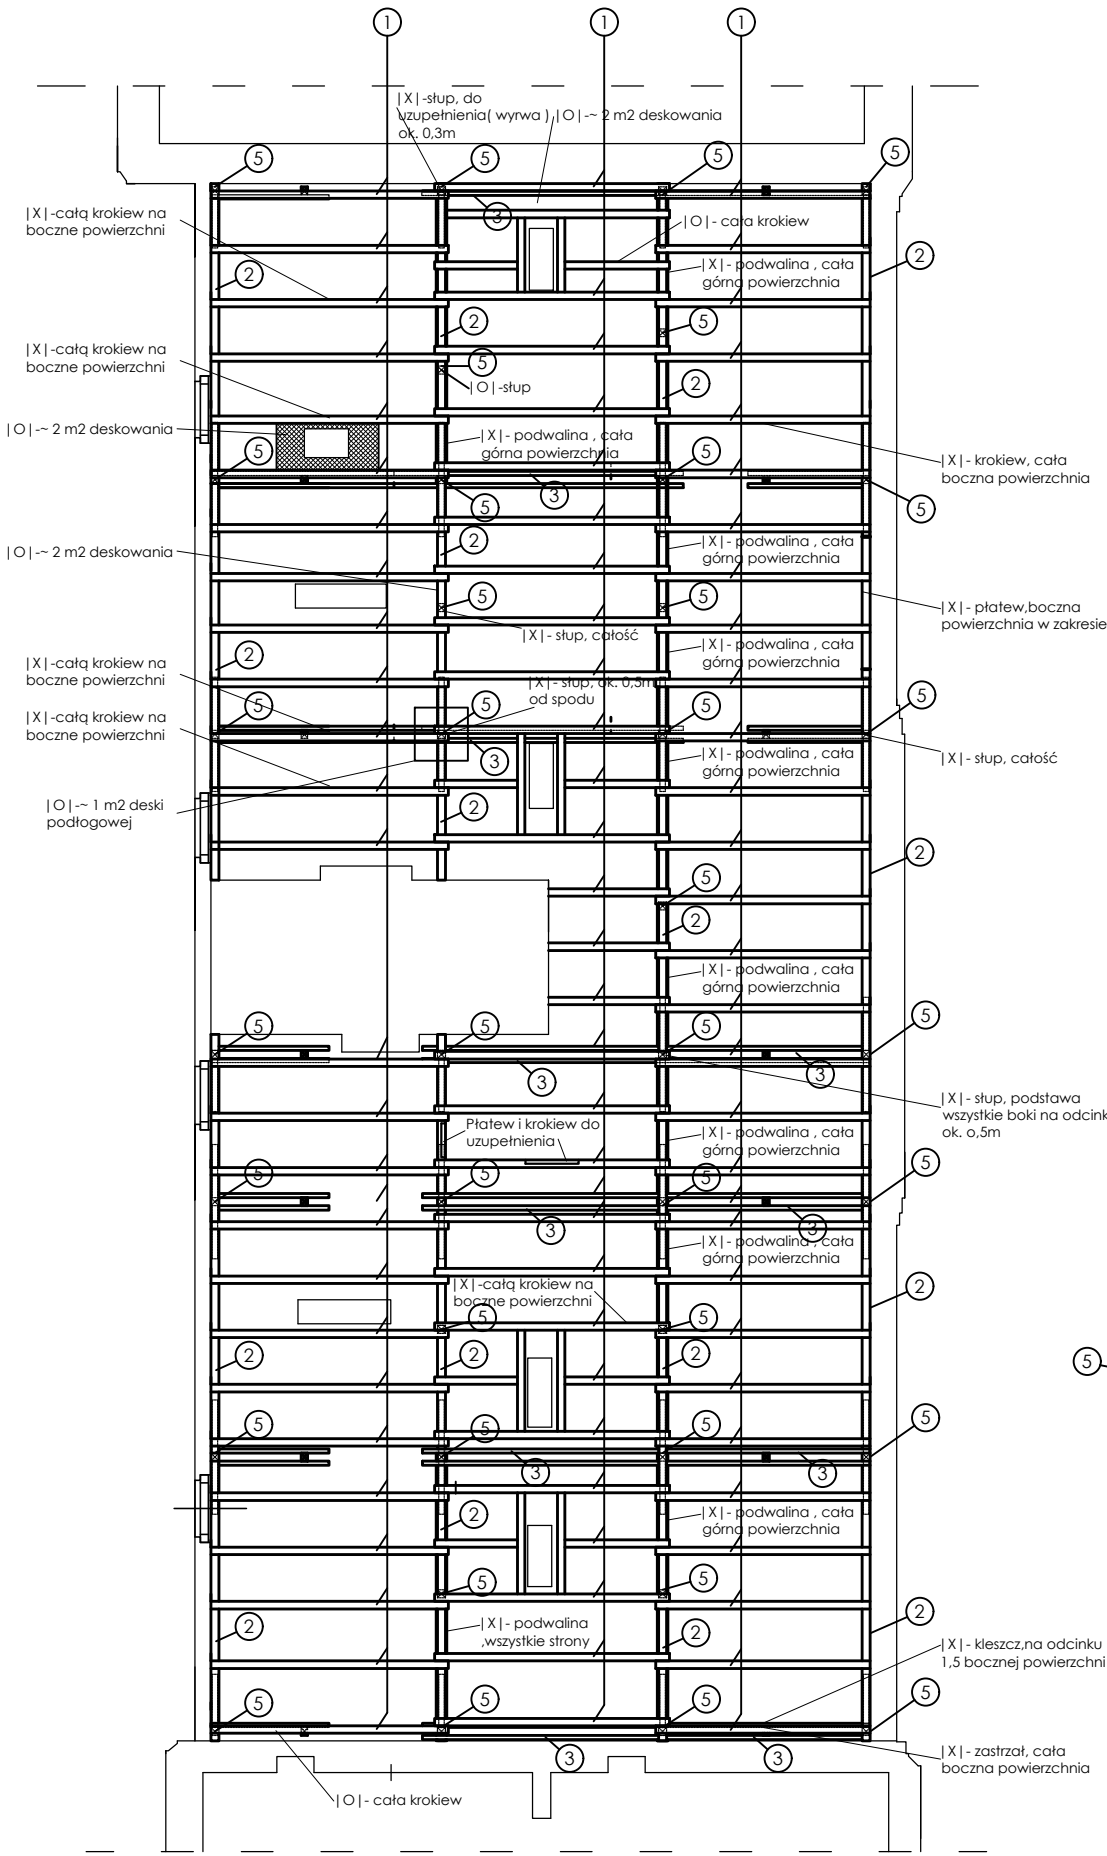 1
1
1
|X|-słup, do
uzupełnienia( wyrwa )
ok. 0,3m
|O|-~ 2 m2 deskowania
5
5
5
5
3
|X|-całą krokiew na
boczne powierzchni
|O|- cała krokiew
2
|X|- podwalina , cała
górna powierzchnia
2
2
5
|X|-całą krokiew na
boczne powierzchni
5
|O|-słup
2
|O|-~ 2 m2 deskowania
|X|- podwalina , cała
górna powierzchnia
5
5
|X|- krokiew, cała
boczna powierzchnia
3
5
5
|O|-~ 2 m2 deskowania
2
|X|- podwalina , cała
górna powierzchnia
5
5
|X|- płatew,boczna
powierzchnia w zakresie
|X|- słup, całość
|X|- podwalina , cała
górna powierzchnia
2
|X|-całą krokiew na
boczne powierzchni
|X|- słup, ok. 0,5m
od spodu
5
5
5
5
|X|-całą krokiew na
boczne powierzchni
3
|X|- podwalina , cała
górna powierzchnia
|X|- słup, całość
|O|-~ 1 m2 deski
podłogowej
2
2
5
2
|X|- podwalina , cała
górna powierzchnia
5
5
5
5
3
3
|X|- słup, podstawa
wszystkie boki na odcink
ok. o,5m
Płatew i krokiew do
uzupełnienia
|X|- podwalina , cała
górna powierzchnia
5
5
5
5
3
3
|X|- podwalina , cała
górna powierzchnia
|X|-całą krokiew na
boczne powierzchni
2
5
5
2
2
2
5
5
5
5
5
3
3
|X|- podwalina , cała
górna powierzchnia
2
5
5
2
|X|- podwalina
,wszystkie strony
2
2
|X|- kleszcz,na odcinku
1,5 bocznej powierzchni
5
5
5
5
3
3
|X|- zastrzał, cała
boczna powierzchnia
|O|- cała krokiew